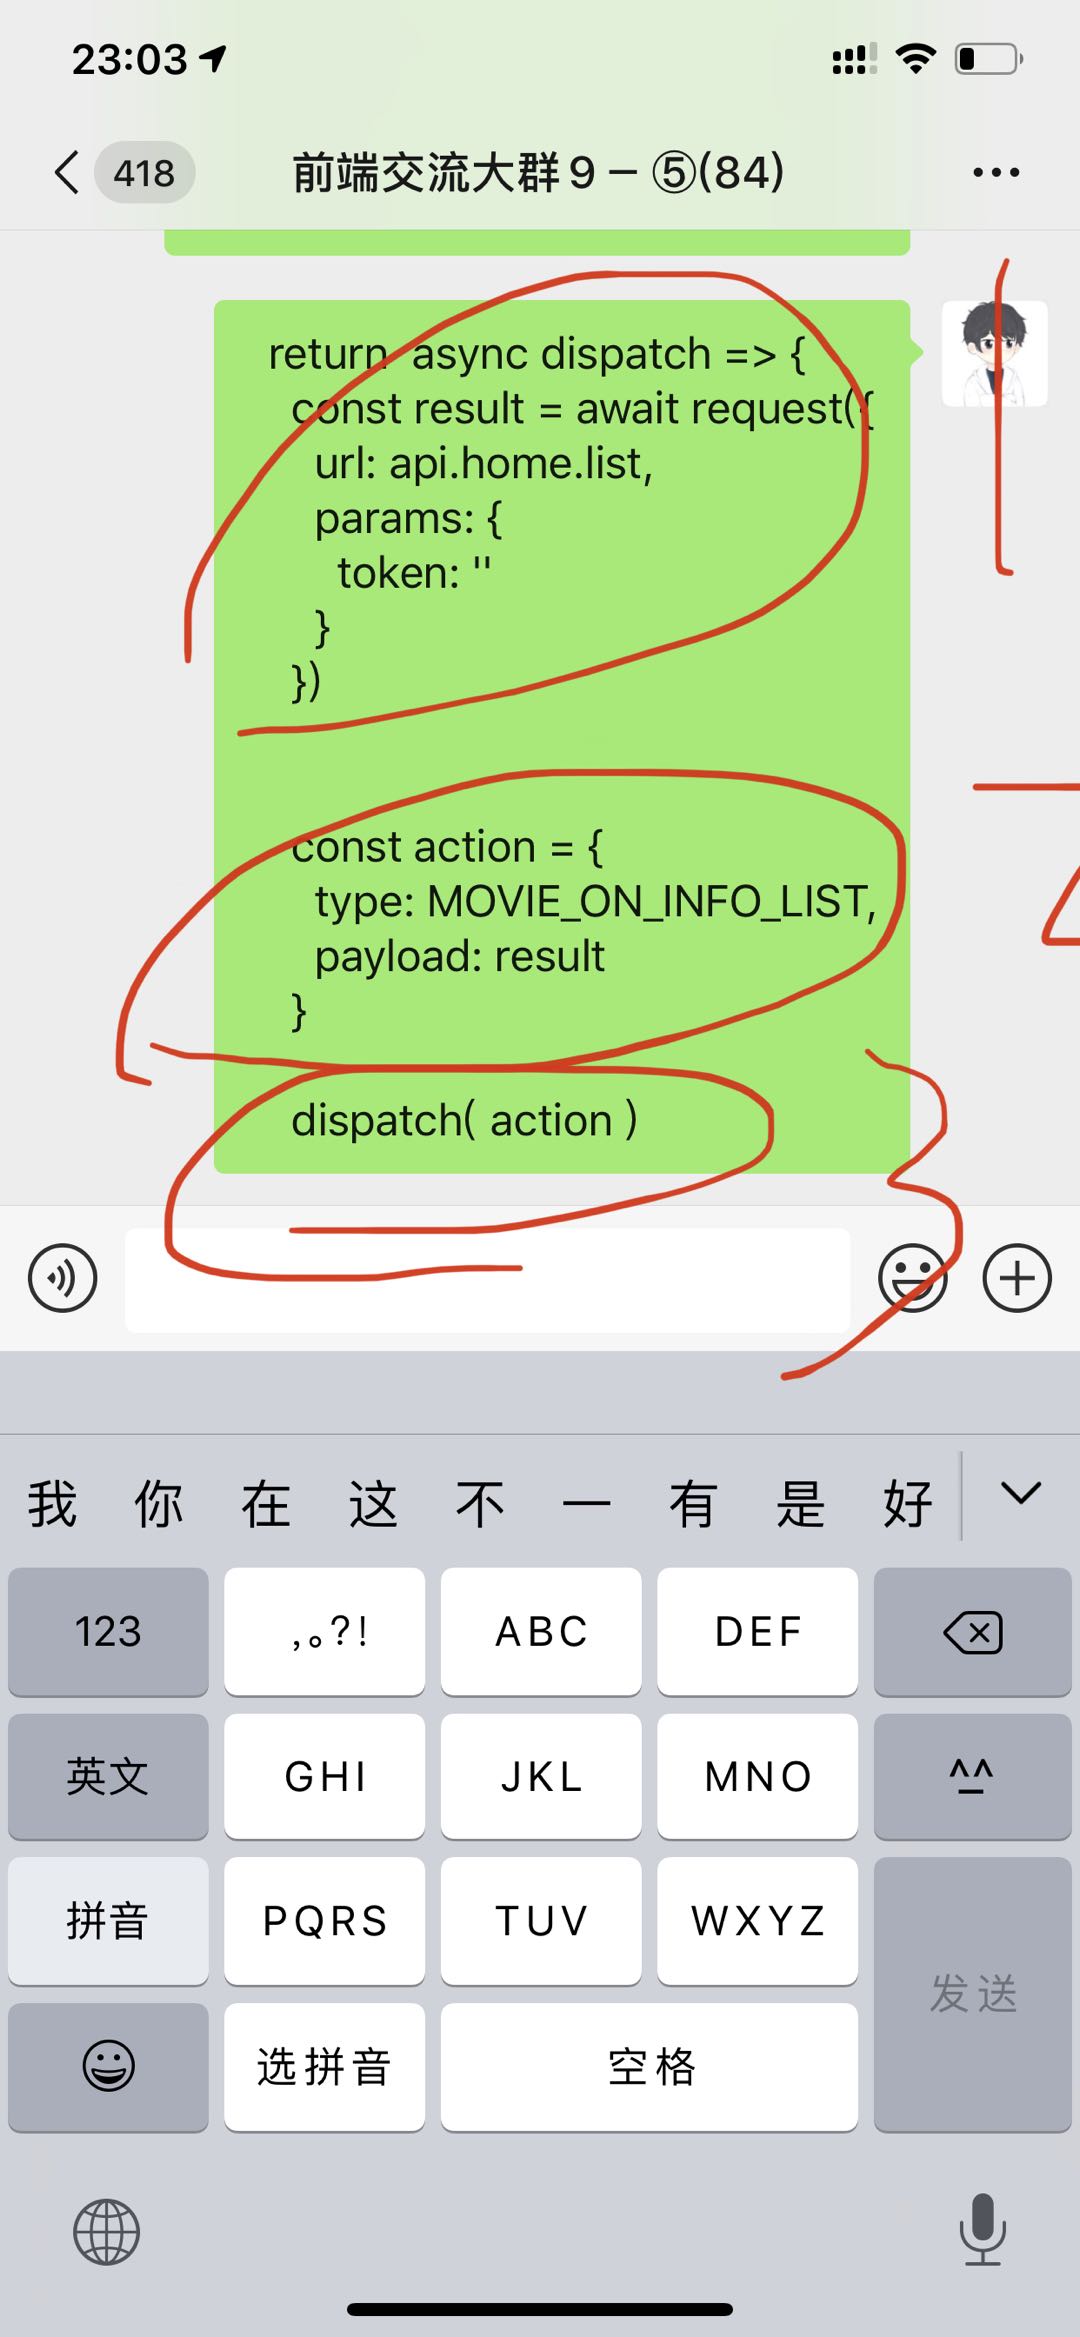 23:03
418
前端交流大群9－⑤(84)
return  async dispatch => {
const result = await request({
url: api.home.list,
params: {
token: ''
}
})
const action = {
type: MOVIE_ON_INFO_LIST,
payload: result
}
dispatch( action )
我 你 在 这 不 一 有 是 好
123 ,。?! ABC DEF
英文 GHI JKL MNO ^^
拼音 PQRS TUV WXYZ
发送
选拼音 空格